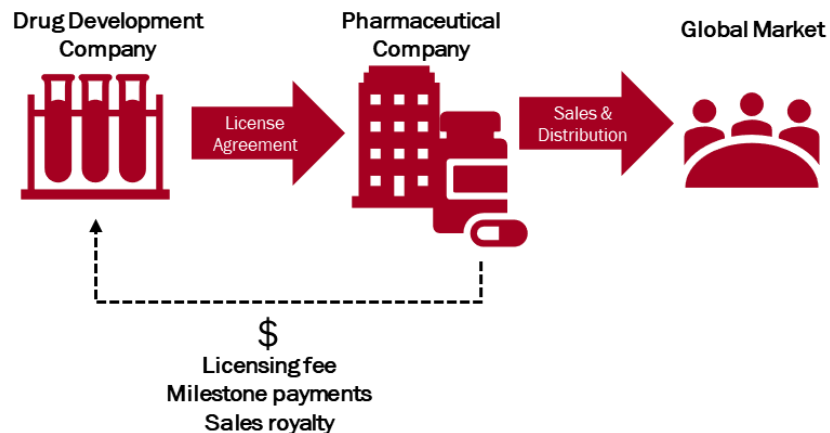 Drug Development
Company
Pharmaceutical
Company
Global Market
License
Agreement
Sales &
Distribution
$
Licensing fee
Milestone payments
Sales royalty